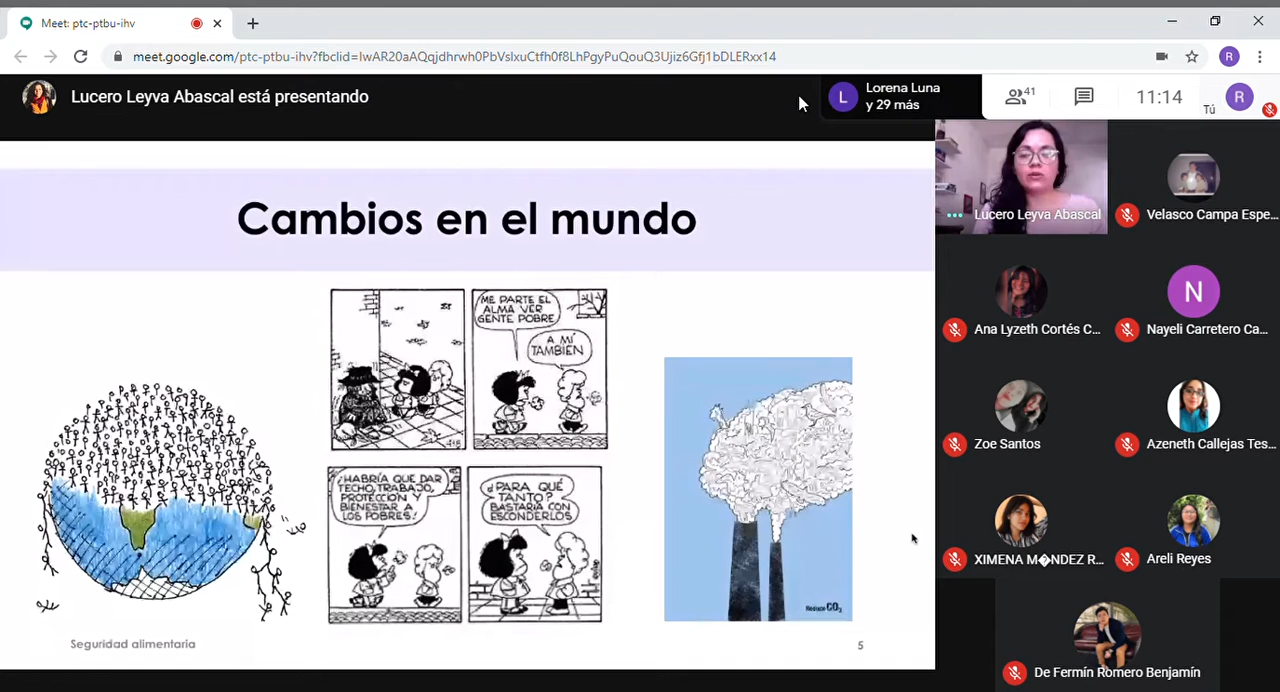 Meet: ptc-ptbu-ihv
meet.google.com/ptc-ptbu-ihv?fbclid=IwAR20aAQqjdhrwh0PbVslxuCtfh0f8LhPgyPuQouQ3Ujiz6Gfj1bDLERxx14
R
Lucero Leyva Abascal está presentando
L
Lorena Luna
y 29 más
41
11:14
Tú
R
Cambios en el mundo
ME PARTE EL
ALMA VER
GENTE POBRE
A MÍ
TAMBIÉN
¡HABRÍA QUE DAR
TECHO, TRABAJO,
PROTECCIÓN Y
BIENESTAR A
LOS POBRES!
¿PARA QUÉ
TANTO?
BASTARÍA CON
ESCONDERLOS
Reduce CO₂
Seguridad alimentaria
5
Lucero Leyva Abascal
Velasco Campa Espe...
Ana Lyzeth Cortés C...
N
Nayeli Carretero Ca...
Zoe Santos
Azeneth Callejas Tes...
XIMENA M�NDEZ R...
Areli Reyes
De Fermín Romero Benjamín